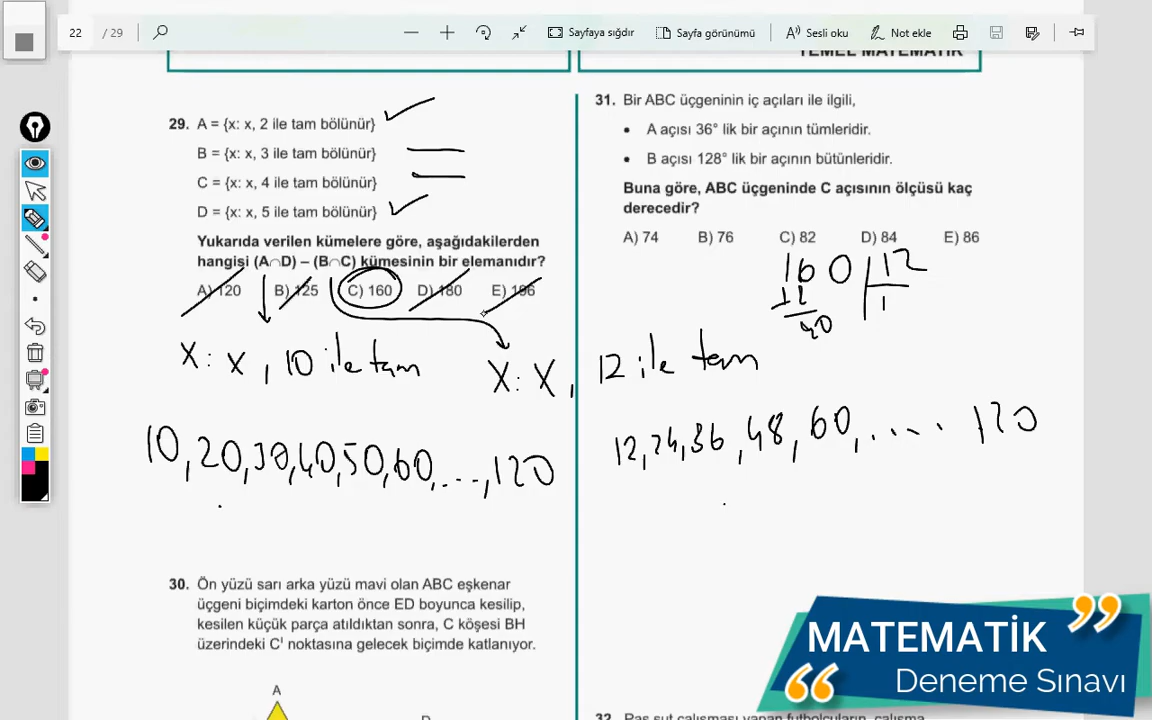 22 / 29 Sayfaya sığdır Sayfa görünümü Sesli oku Not ekle
TEMEL MATEMATİK
29. A = {x: x, 2 ile tam bölünür}
B = {x: x, 3 ile tam bölünür}
C = {x: x, 4 ile tam bölünür}
D = {x: x, 5 ile tam bölünür}
Yukarıda verilen kümelere göre, aşağıdakilerden
hangisi (A∩D) – (B∩C) kümesinin bir elemanıdır?
A) 120 B) 125 C) 160 D) 180 E) 196
X: x, 10 ile tam
X: X, 12 ile tam
10, 20, 30, 40, 50, 60, ..., 120
12, 24, 36, 48, 60, .... 120
30. Ön yüzü sarı arka yüzü mavi olan ABC eşkenar
üçgeni biçimdeki karton önce ED boyunca kesilip,
kesilen küçük parça atıldıktan sonra, C köşesi BH
üzerindeki C' noktasına gelecek biçimde katlanıyor.
A
31. Bir ABC üçgeninin iç açıları ile ilgili,
• A açısı 36° lik bir açının tümleridir.
• B açısı 128° lik bir açının bütünleridir.
Buna göre, ABC üçgeninde C açısının ölçüsü kaç
derecedir?
A) 74 B) 76 C) 82 D) 84 E) 86
160 12
12 1
40
MATEMATİK
Deneme Sınavı